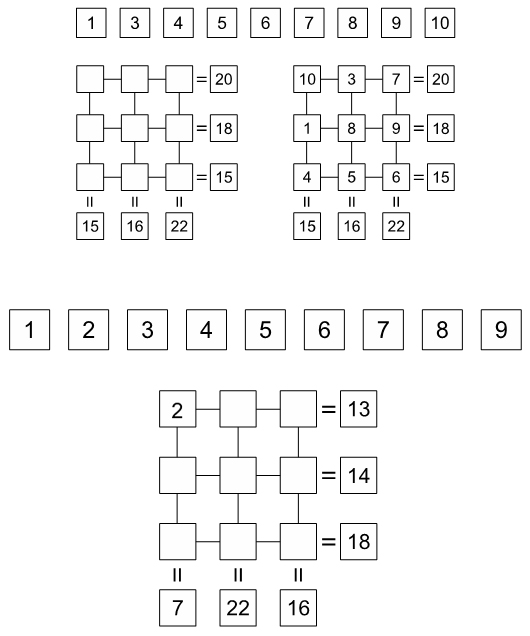 1 3 4 5 6 7 8 9 10
= 20 10 3 7 = 20
= 18 1 8 9 = 18
= 15 4 5 6 = 15
= = = = = =
15 16 22 15 16 22
1 2 3 4 5 6 7 8 9
2 = 13
= 14
= 18
= = =
7 22 16